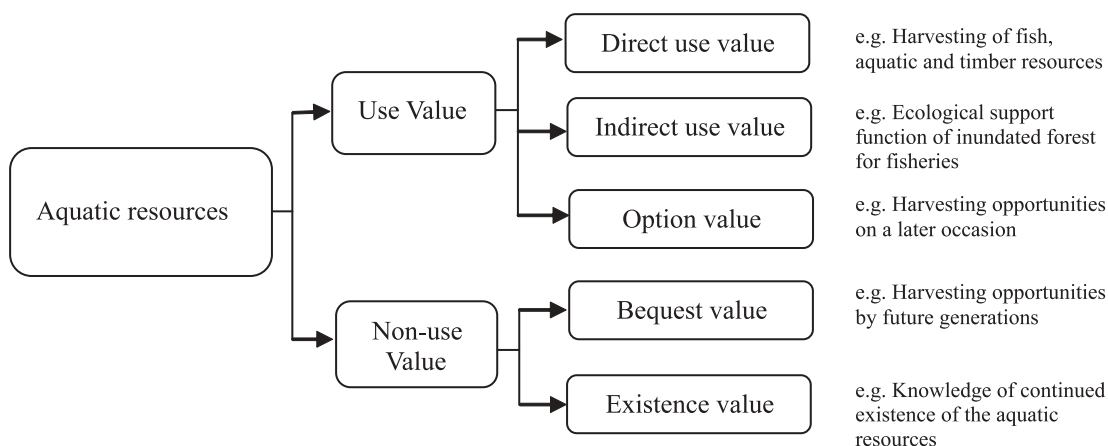 Aquatic resources
Use Value
Non-use
Value
Direct use value
e.g. Harvesting of fish,
aquatic and timber resources
Indirect use value
e.g. Ecological support
function of inundated forest
for fisheries
Option value
e.g. Harvesting opportunities
on a later occasion
Bequest value
e.g. Harvesting opportunities
by future generations
Existence value
e.g. Knowledge of continued
existence of the aquatic
resources